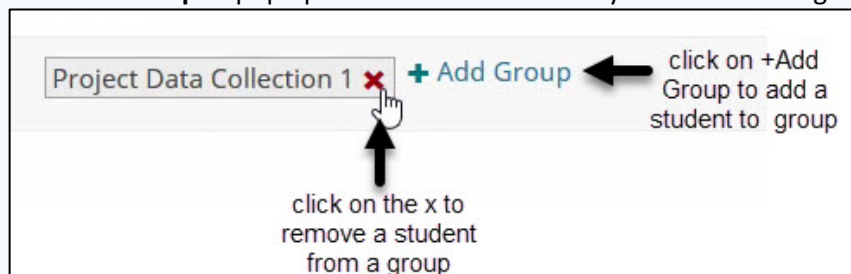 Project Data Collection 1 ✖ + Add Group
click on +Add
Group to add a
student to group
click on the x to
remove a student
from a group